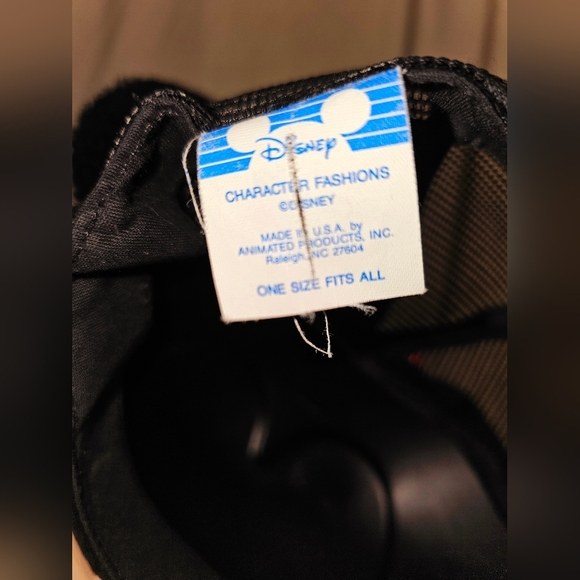 Disney
CHARACTER FASHIONS
©DISNEY
MADE IN U.S.A. by
ANIMATED PRODUCTS, INC.
Raleigh, NC 27604
ONE SIZE FITS ALL